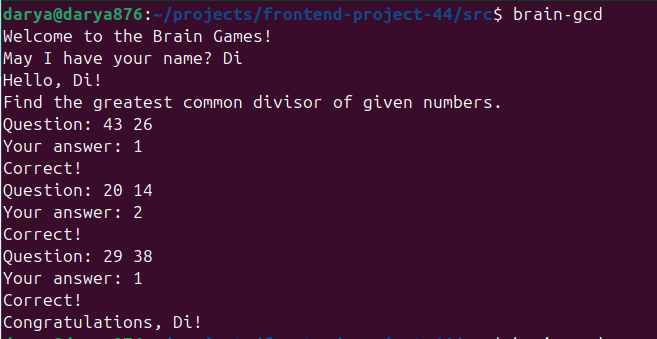 darya@darya876:~/projects/frontend-project-44/src$ brain-gcd
Welcome to the Brain Games!
May I have your name? Di
Hello, Di!
Find the greatest common divisor of given numbers.
Question: 43 26
Your answer: 1
Correct!
Question: 20 14
Your answer: 2
Correct!
Question: 29 38
Your answer: 1
Correct!
Congratulations, Di!